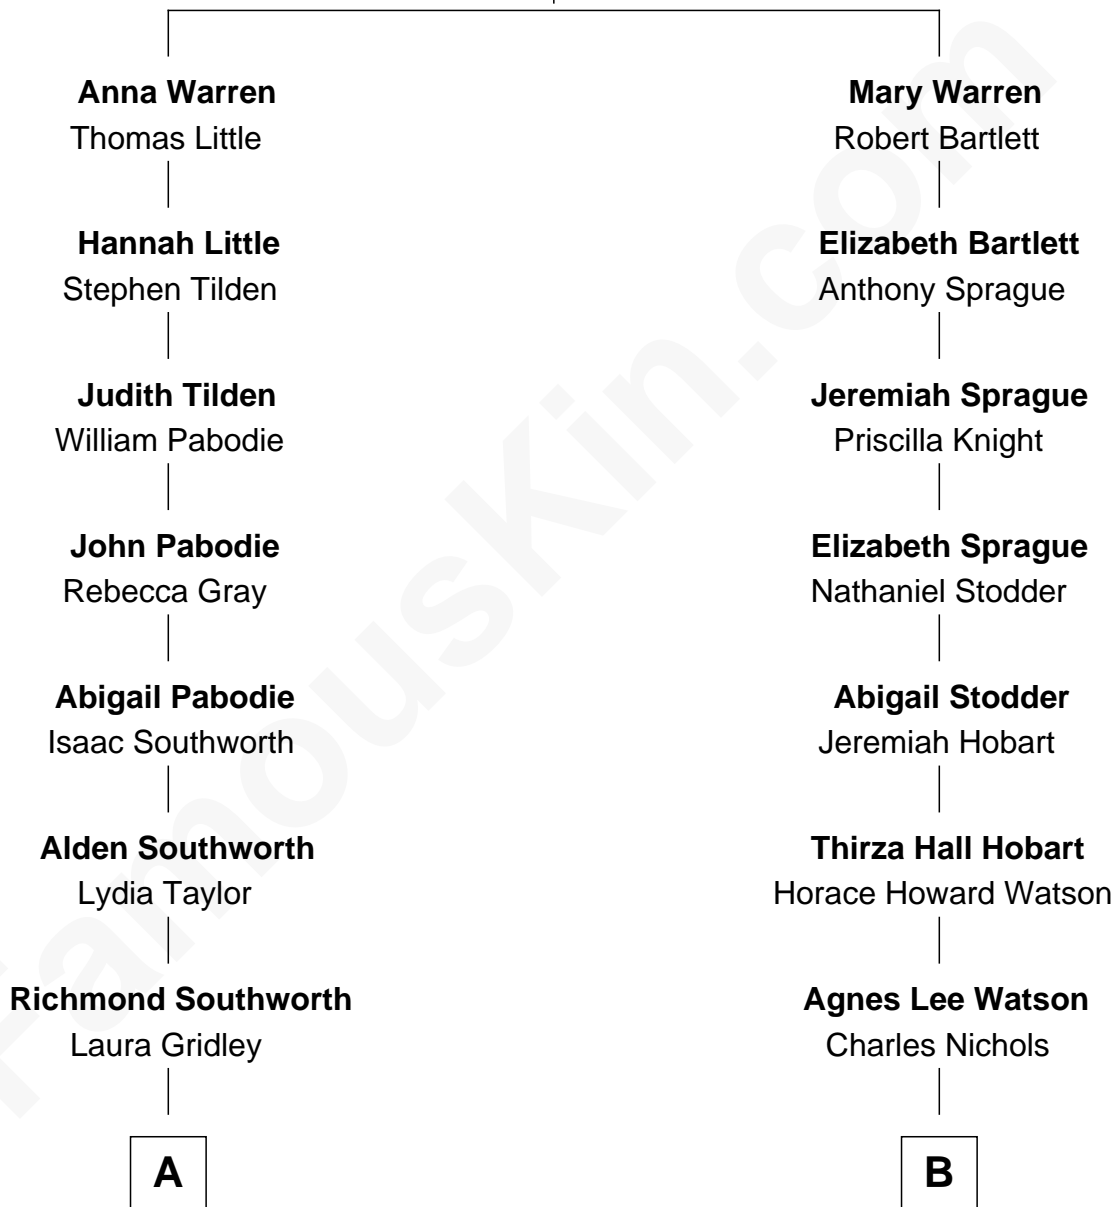 Anna Warren
Thomas Little
Hannah Little
Stephen Tilden
Judith Tilden
William Pabodie
John Pabodie
Rebecca Gray
Abigail Pabodie
Isaac Southworth
Alden Southworth
Lydia Taylor
Richmond Southworth
Laura Gridley
A
Mary Warren
Robert Bartlett
Elizabeth Bartlett
Anthony Sprague
Jeremiah Sprague
Priscilla Knight
Elizabeth Sprague
Nathaniel Stodder
Abigail Stodder
Jeremiah Hobart
Thirza Hall Hobart
Horace Howard Watson
Agnes Lee Watson
Charles Nichols
B
FamousKin.com